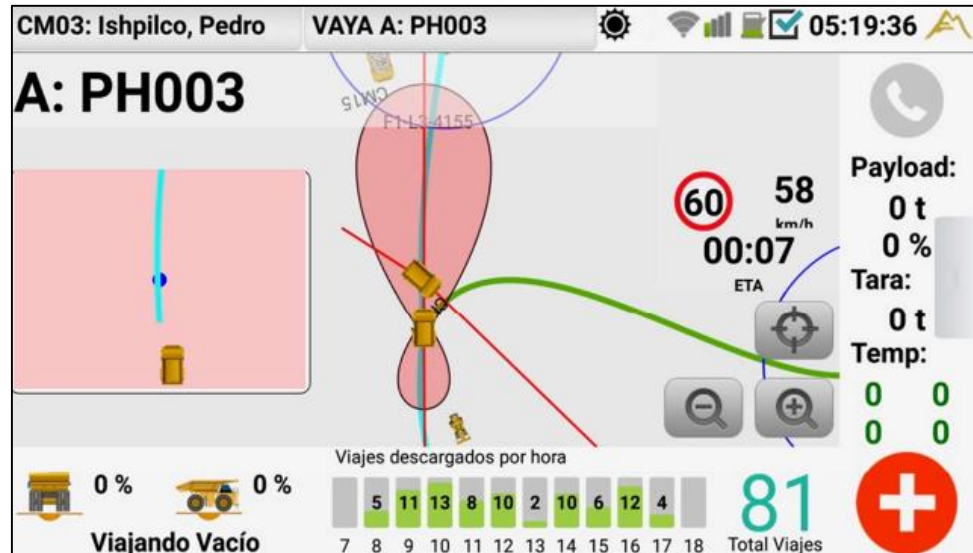 CM03: Ishpilco, Pedro
VAYA A: PH003
05:19:36
A: PH003
CM15
F1-L3-4155
60
58
km/h
00:07
ETA
Payload:
0 t
0 %
Tara:
0 t
Temp:
0 0
0 0
0 %
0 %
Viajando Vacío
Viajes descargados por hora
5 11 13 8 10 2 10 6 12 4
7 8 9 10 11 12 13 14 15 16 17 18
81
Total Viajes